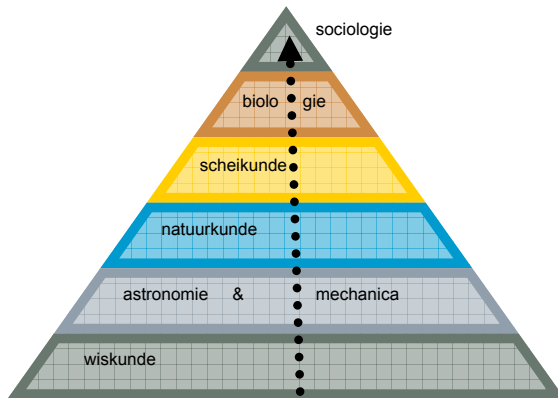 sociologie
biolo gie
scheikunde
natuurkunde
astronomie & mechanica
wiskunde